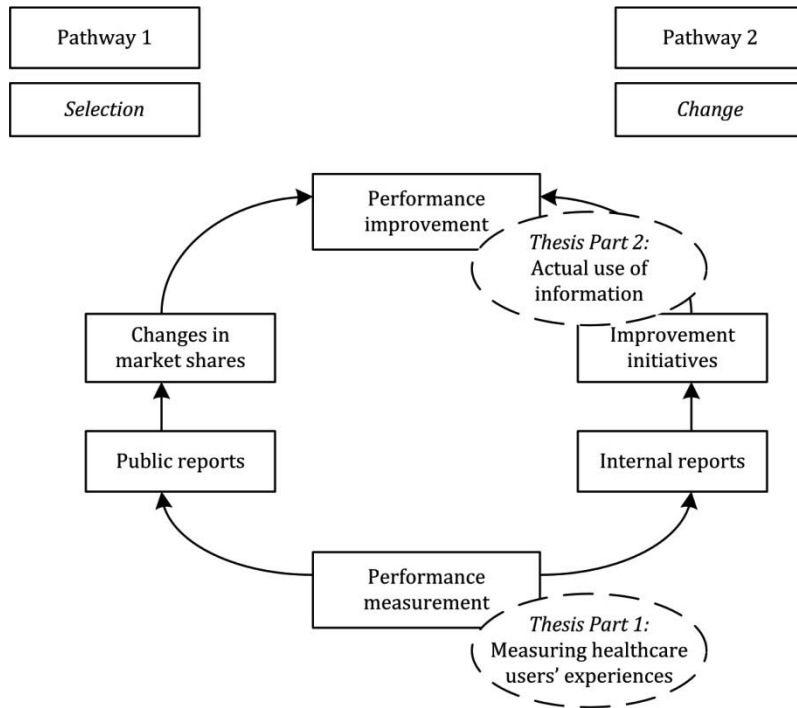 Pathway 1
Pathway 2
Selection
Change
Performance
improvement
Thesis Part 2:
Actual use of
information
Changes in
market shares
Improvement
initiatives
Public reports
Internal reports
Performance
measurement
Thesis Part 1:
Measuring healthcare
users’ experiences